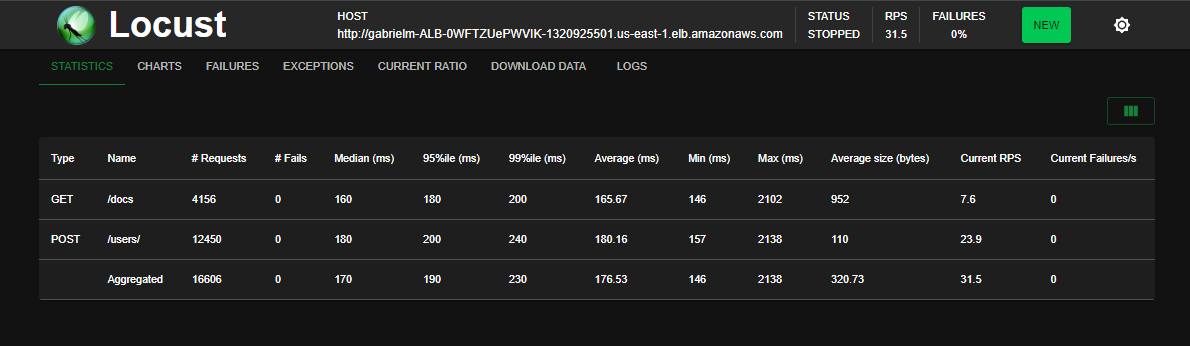 Locust
HOST
http://gabrielm-ALB-0WFTZUePWVIK-1320925501.us-east-1.elb.amazonaws.com
STATUS
STOPPED
RPS
31.5
FAILURES
0%
NEW
STATISTICS CHARTS FAILURES EXCEPTIONS CURRENT RATIO DOWNLOAD DATA LOGS
Type Name # Requests # Fails Median (ms) 95%ile (ms) 99%ile (ms) Average (ms) Min (ms) Max (ms) Average size (bytes) Current RPS Current Failures/s
GET /docs 4156 0 160 180 200 165.67 146 2102 952 7.6 0
POST /users/ 12450 0 180 200 240 180.16 157 2138 110 23.9 0
Aggregated 16606 0 170 190 230 176.53 146 2138 320.73 31.5 0